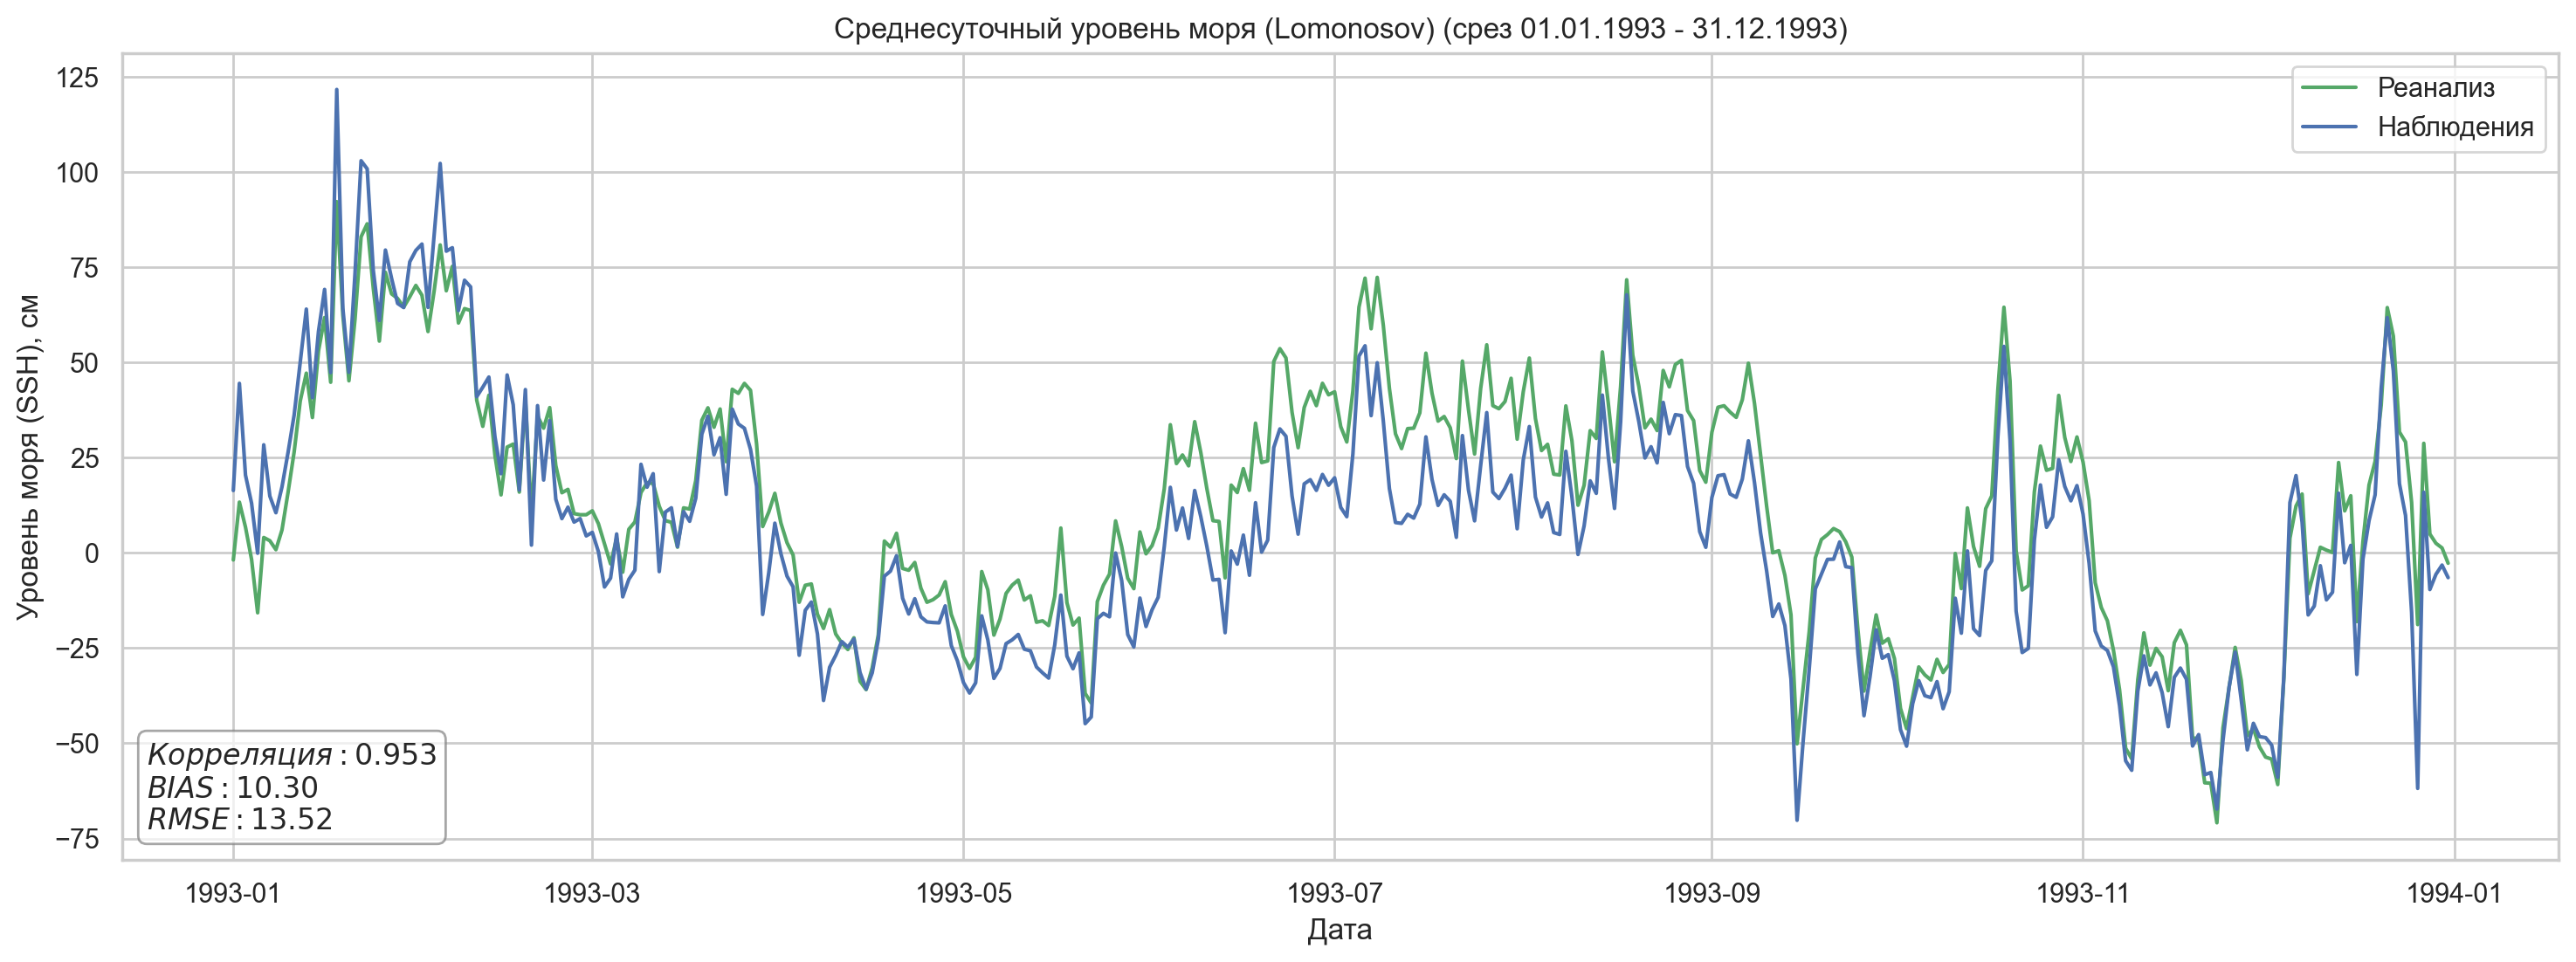 Среднесуточный уровень моря (Lomonosov) (срез 01.01.1993 - 31.12.1993)
Реанализ
Наблюдения
Уровень моря (SSH), см
125
100
75
50
25
0
−25
−50
−75
Корреляция : 0.953
BIAS : 10.30
RMSE : 13.52
1993-01
1993-03
1993-05
1993-07
1993-09
1993-11
1994-01
Дата